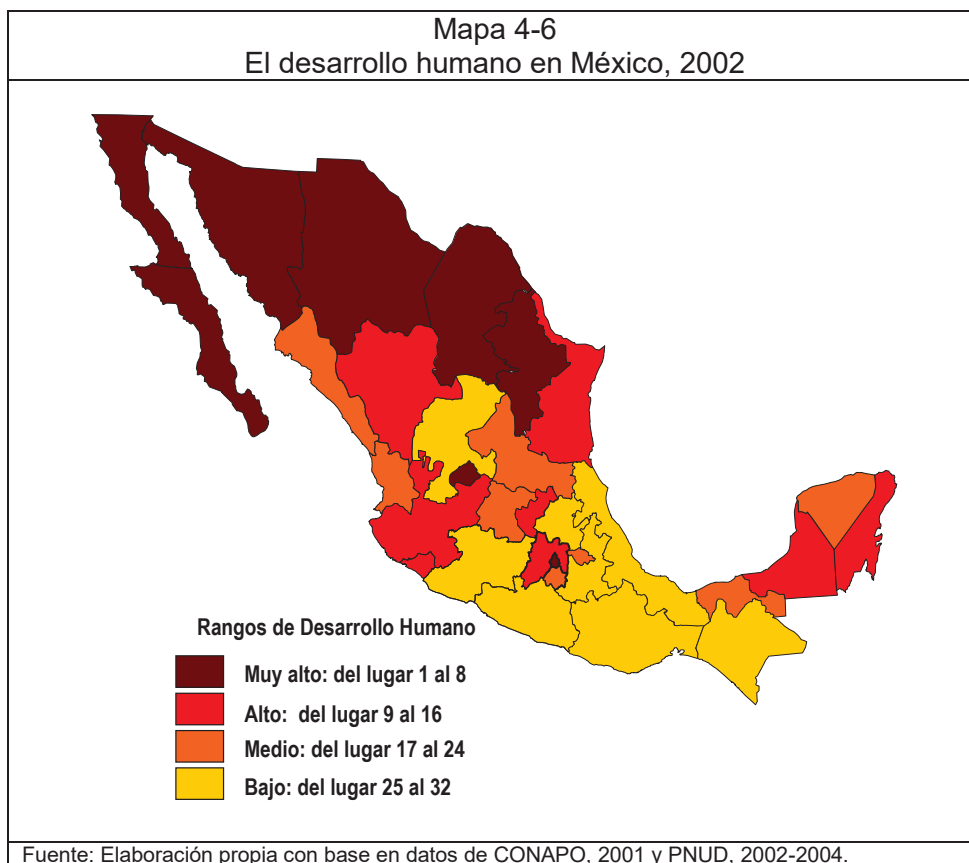 Mapa 4-6
El desarrollo humano en México, 2002
Rangos de Desarrollo Humano
Muy alto: del lugar 1 al 8
Alto: del lugar 9 al 16
Medio: del lugar 17 al 24
Bajo: del lugar 25 al 32
Fuente: Elaboración propia con base en datos de CONAPO, 2001 y PNUD, 2002-2004.